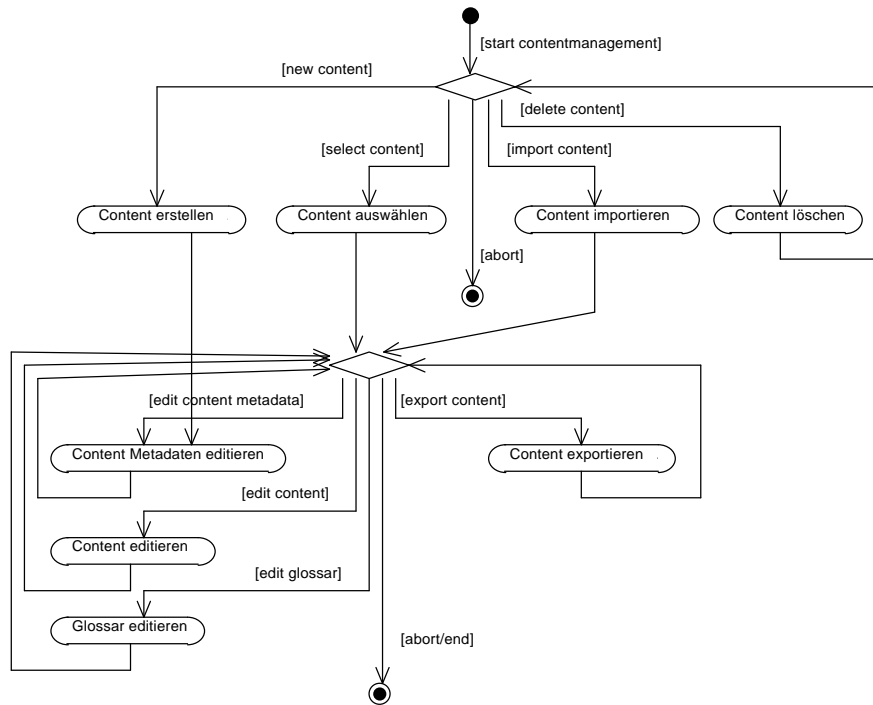 [start contentmanagement]
[new content]
[delete content]
[select content]
[import content]
Content erstellen
Content auswählen
Content importieren
Content löschen
[abort]
[edit content metadata]
[export content]
Content Metadaten editieren
Content exportieren
[edit content]
Content editieren
[edit glossar]
Glossar editieren
[abort/end]